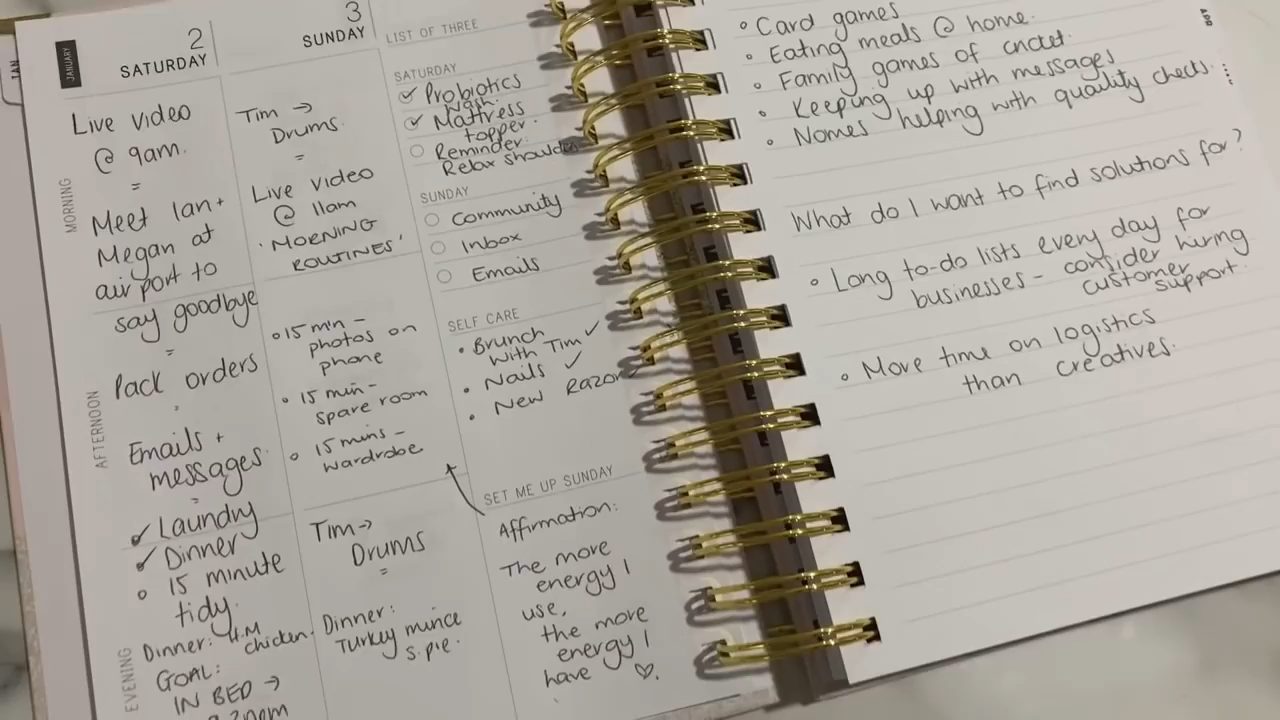 JAN
JANUARY
2
SATURDAY
MORNING
Live video
@ 9am.
=
Meet Ian +
Megan at
airport to
say goodbye
=
AFTERNOON
Pack orders
Emails +
messages.
=
✓ Laundry
✓ Dinner
○ 15 minute
tidy.
EVENING
Dinner: H.M
chicken.
GOAL:
IN BED →
3
SUNDAY
Tim →
Drums.
=
Live video
@ 11am
'MORNING
ROUTINES'
○ 15 min –
photos on
phone
○ 15 min –
spare room
○ 15 mins –
wardrobe
Tim →
Drums
=
Dinner:
Turkey mince
s.pie.
LIST OF THREE
SATURDAY
✓ Probiotics
Wash
✓ Mattress
topper.
○ Reminder:
Relax
SUNDAY
○ Community
○ Inbox
○ Emails
SELF CARE
• Brunch
with Tim ✓
• Nails ✓
• New Razor
SET ME UP SUNDAY
Affirmation:
The more
energy I
use,
the more
energy I
have ♡.
• Card games
• Eating meals @ home.
• Family games of
• Keeping up with messages
• helping with quality checks.
What do I want to find solutions for?
• Long to-do lists every day for
businesses – consider hiring
customer
support.
• More time on logistics
than creatives.
APR